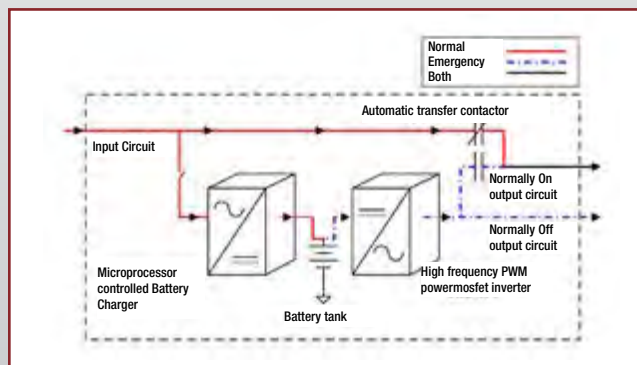 Normal
Emergency
Both
Automatic transfer contactor
Input Circuit
Normally On
output circuit
Normally Off
output circuit
Microprocessor
controlled Battery
Charger
High frequency PWM
powermosfet inverter
Battery tank